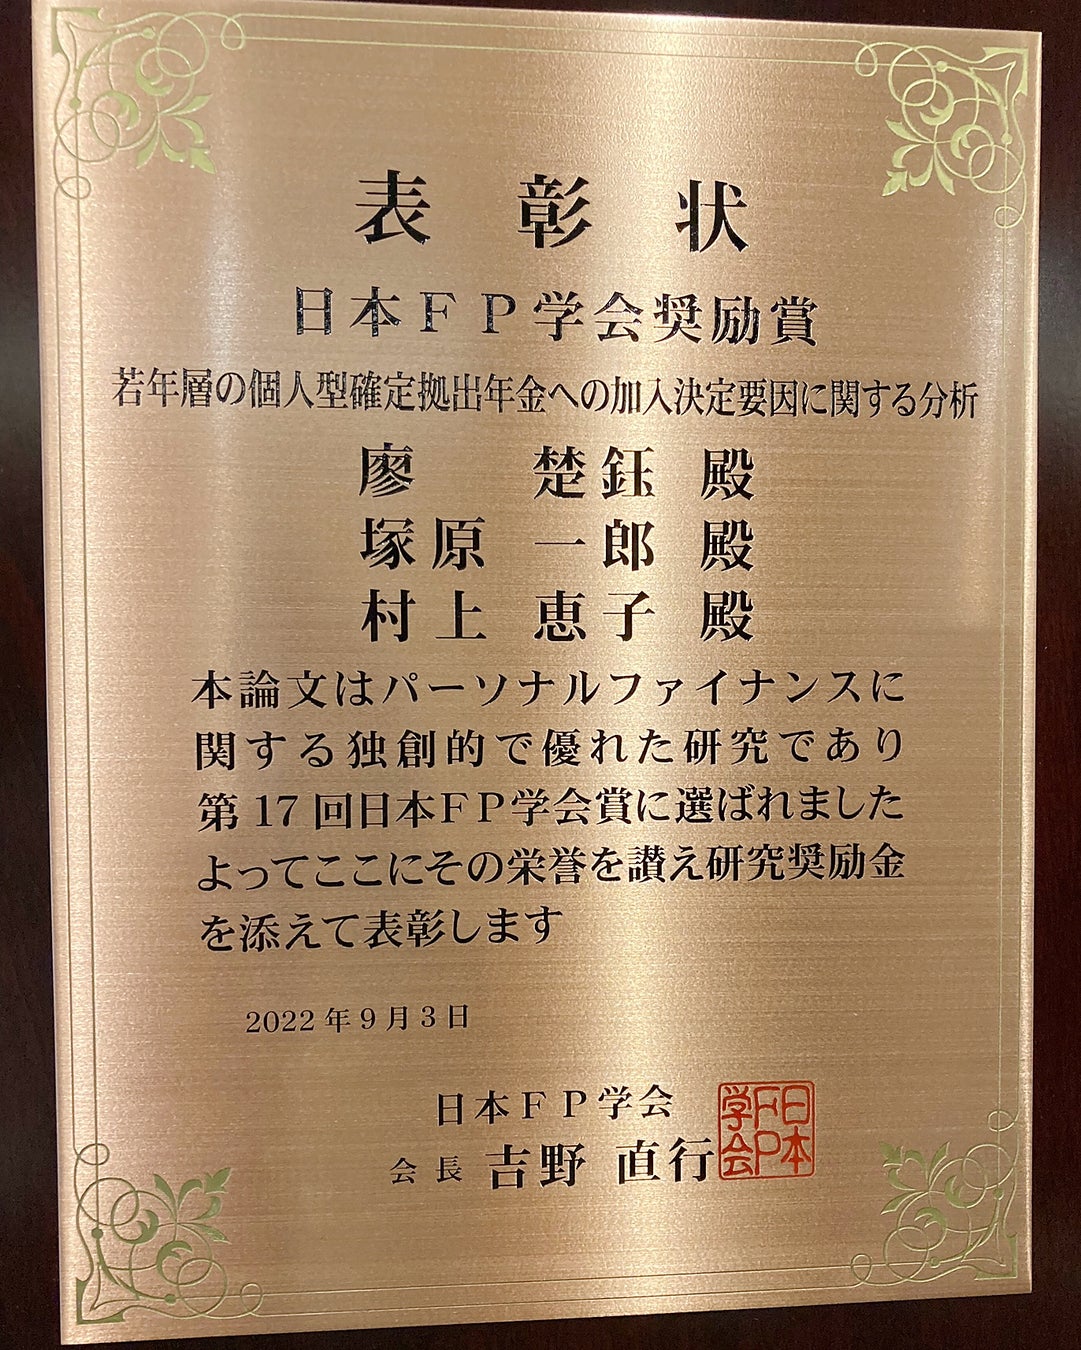 表彰状
日本ＦＰ学会奨励賞
若年層の個人型確定拠出年金への加入決定要因に関する分析
廖　楚鈺 殿
塚原 一郎 殿
村上 恵子 殿
本論文はパーソナルファイナンスに
関する独創的で優れた研究であり
第17回日本ＦＰ学会賞に選ばれました
よってここにその栄誉を讃え研究奨励金
を添えて表彰します
2022年9月3日
日本ＦＰ学会
会長 吉野 直行
日本ＦＰ学会